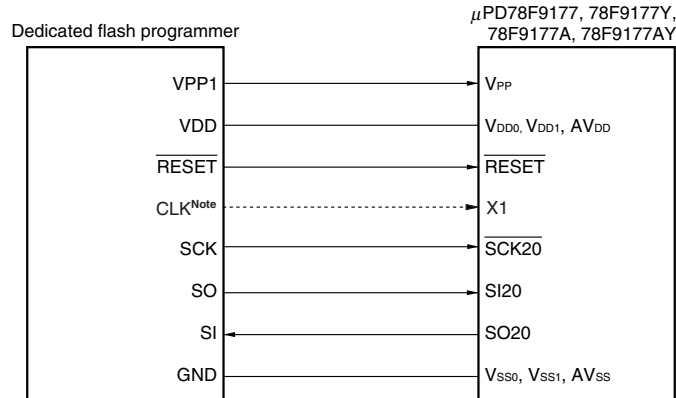 µPD78F9177, 78F9177Y,
Dedicated flash programmer 78F9177A, 78F9177AY
VPP1 VPP
VDD VDD0, VDD1, AVDD
RESET RESET
CLKNote X1
SCK SCK20
SO SI20
SI SO20
GND VSS0, VSS1, AVSS